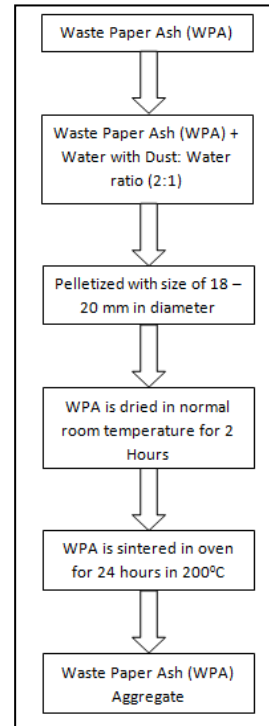 Waste Paper Ash (WPA)
Waste Paper Ash (WPA) +
Water with Dust: Water
ratio (2:1)
Pelletized with size of 18 –
20 mm in diameter
WPA is dried in normal
room temperature for 2
Hours
WPA is sintered in oven
for 24 hours in 200⁰C
Waste Paper Ash (WPA)
Aggregate